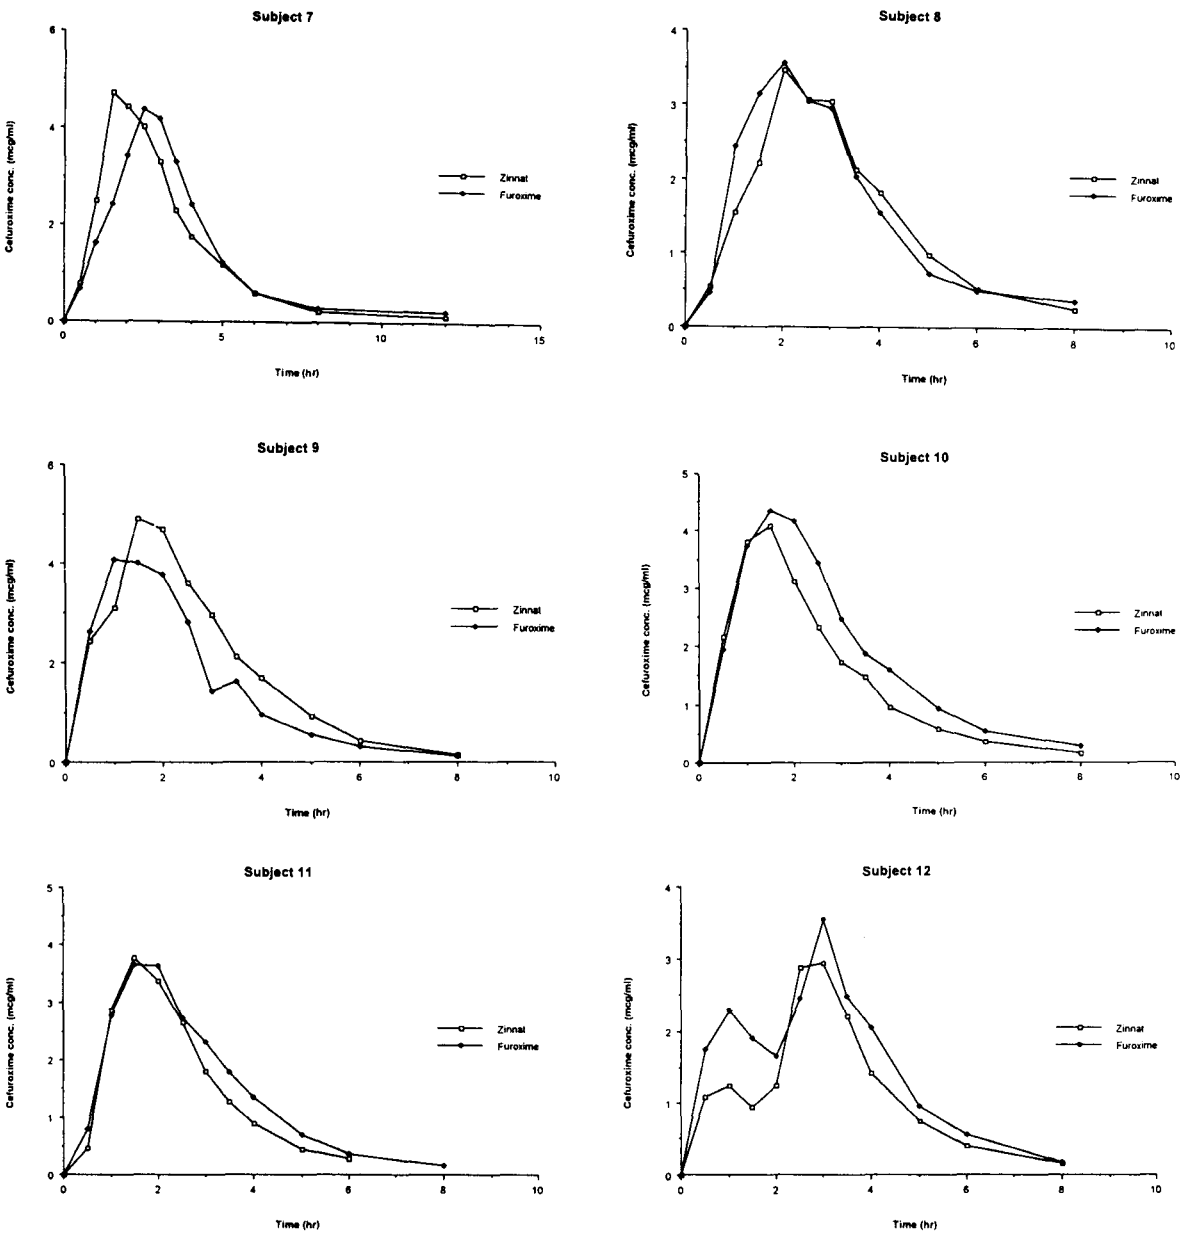 Subject 7
6
4
2
0
Cefuroxime conc. (mcg/ml)
Zinnat
Furoxime
0
5
10
15
Time (hr)
Subject 8
4
3
2
1
0
Cefuroxime conc. (mcg/ml)
Zinnat
Furoxime
0
2
4
6
8
10
Time (hr)
Subject 9
6
4
2
0
Cefuroxime conc. (mcg/ml)
Zinnat
Furoxime
0
2
4
6
8
10
Time (hr)
Subject 10
5
4
3
2
1
0
Cefuroxime conc. (mcg/ml)
Zinnat
Furoxime
0
2
4
6
8
10
Time (hr)
Subject 11
5
4
3
2
1
0
Cefuroxime conc. (mcg/ml)
Zinnat
Furoxime
0
2
4
6
8
10
Time (hr)
Subject 12
4
3
2
1
0
Cefuroxime conc. (mcg/ml)
Zinnat
Furoxime
0
2
4
6
8
10
Time (hr)